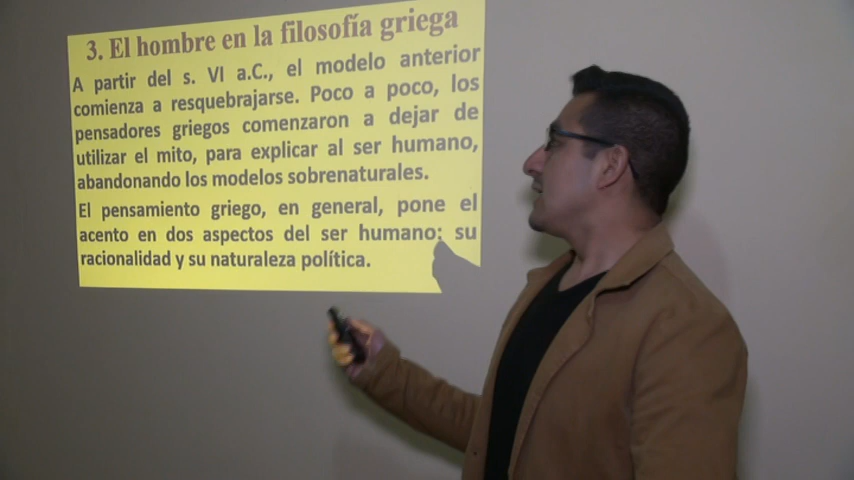 3. El hombre en la filosofía griega
A partir del s. VI a.C., el modelo anterior
comienza a resquebrajarse. Poco a poco, los
pensadores griegos comenzaron a dejar de
utilizar el mito, para explicar al ser humano,
abandonando los modelos sobrenaturales.
El pensamiento griego, en general, pone el
acento en dos aspectos del ser humano: su
racionalidad y su naturaleza política.